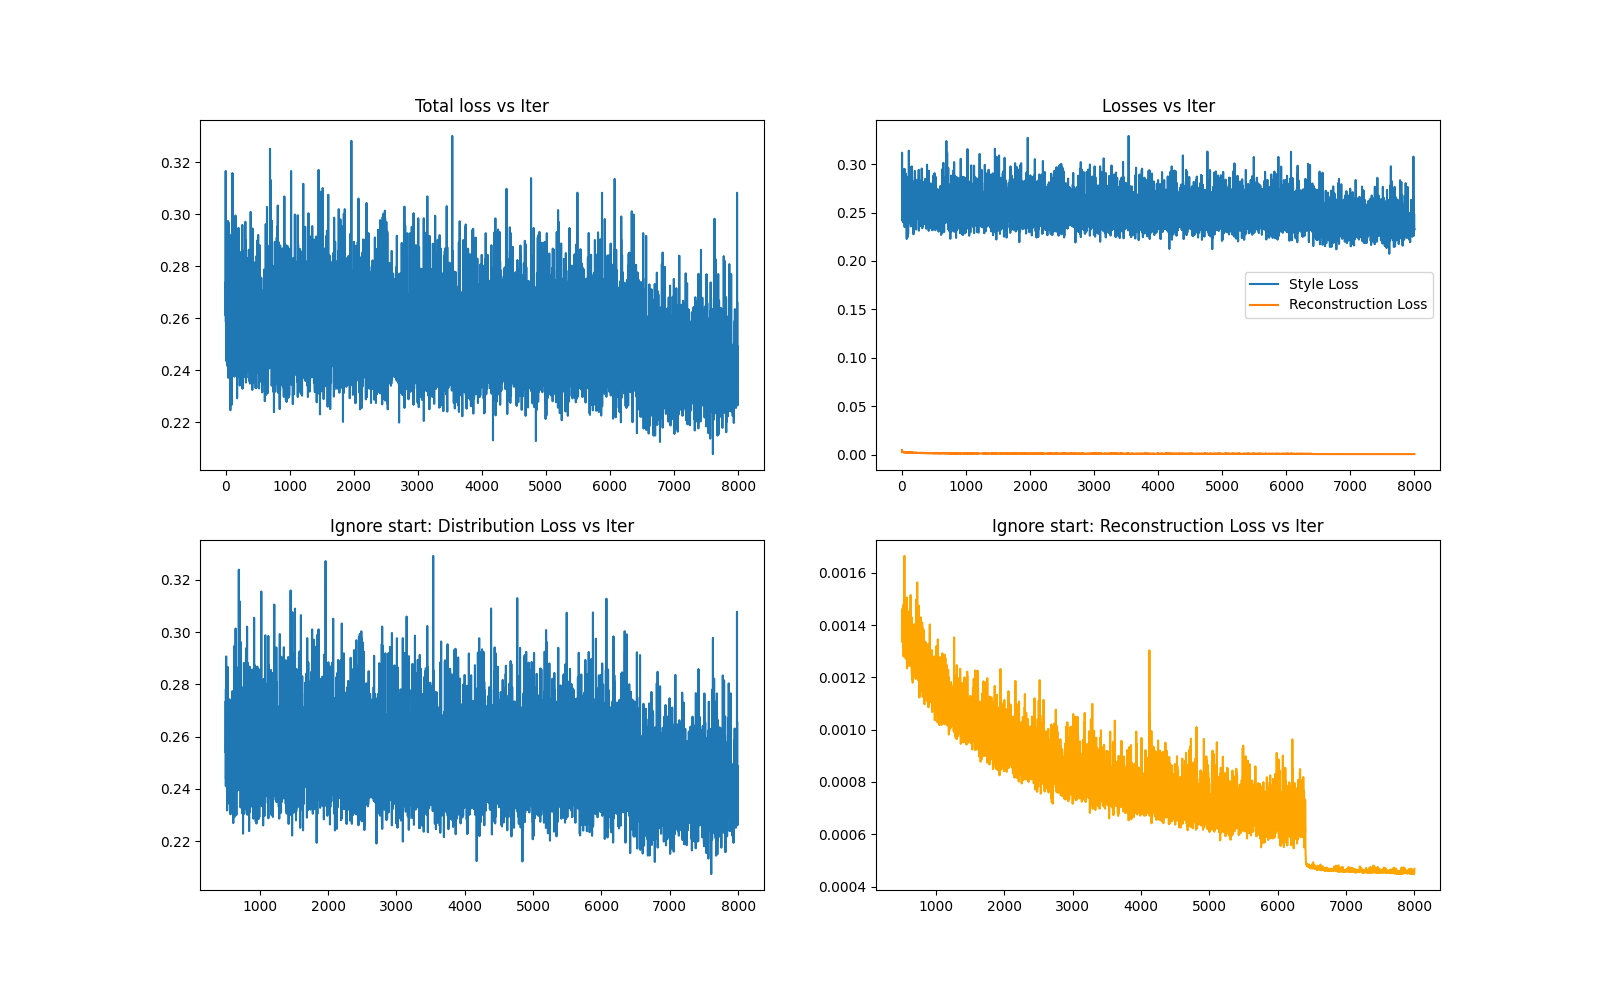 Total loss vs Iter
0.32
0.30
0.28
0.26
0.24
0.22
0 1000 2000 3000 4000 5000 6000 7000 8000
Losses vs Iter
0.30
0.25
0.20
0.15
0.10
0.05
0.00
Style Loss
Reconstruction Loss
0 1000 2000 3000 4000 5000 6000 7000 8000
Ignore start: Distribution Loss vs Iter
0.32
0.30
0.28
0.26
0.24
0.22
1000 2000 3000 4000 5000 6000 7000 8000
Ignore start: Reconstruction Loss vs Iter
0.0016
0.0014
0.0012
0.0010
0.0008
0.0006
0.0004
1000 2000 3000 4000 5000 6000 7000 8000